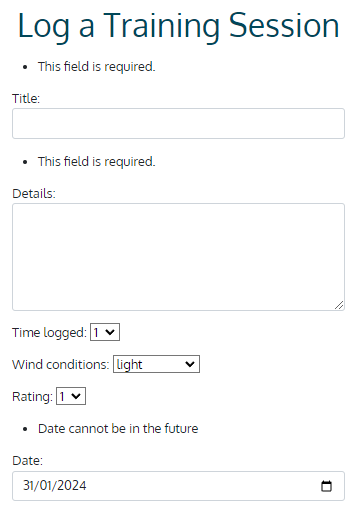 Log a Training Session
This field is required.
Title:
This field is required.
Details:
Time logged: 1
Wind conditions: light
Rating: 1
Date cannot be in the future
Date:
31/01/2024